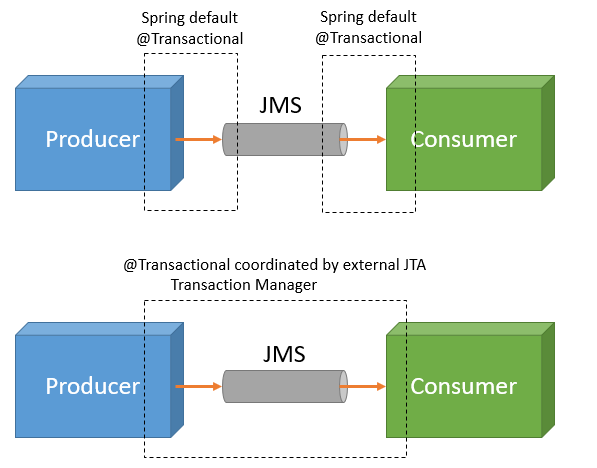 Spring default
@Transactional
Spring default
@Transactional
JMS
Producer
Consumer
@Transactional coordinated by external JTA
Transaction Manager
JMS
Producer
Consumer